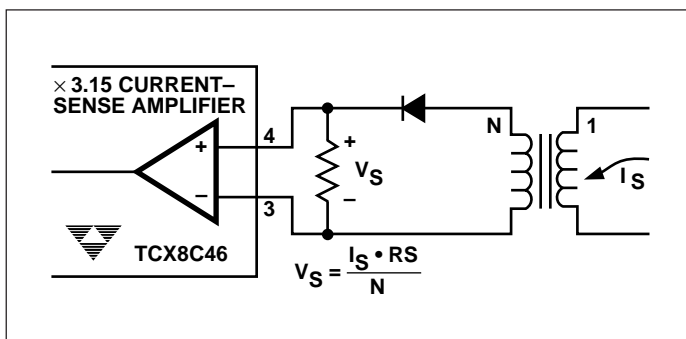 × 3.15 CURRENT–
SENSE AMPLIFIER
+
–
4
3
TCX8C46
+
VS
–
N
1
IS
VS = IS • RS
N